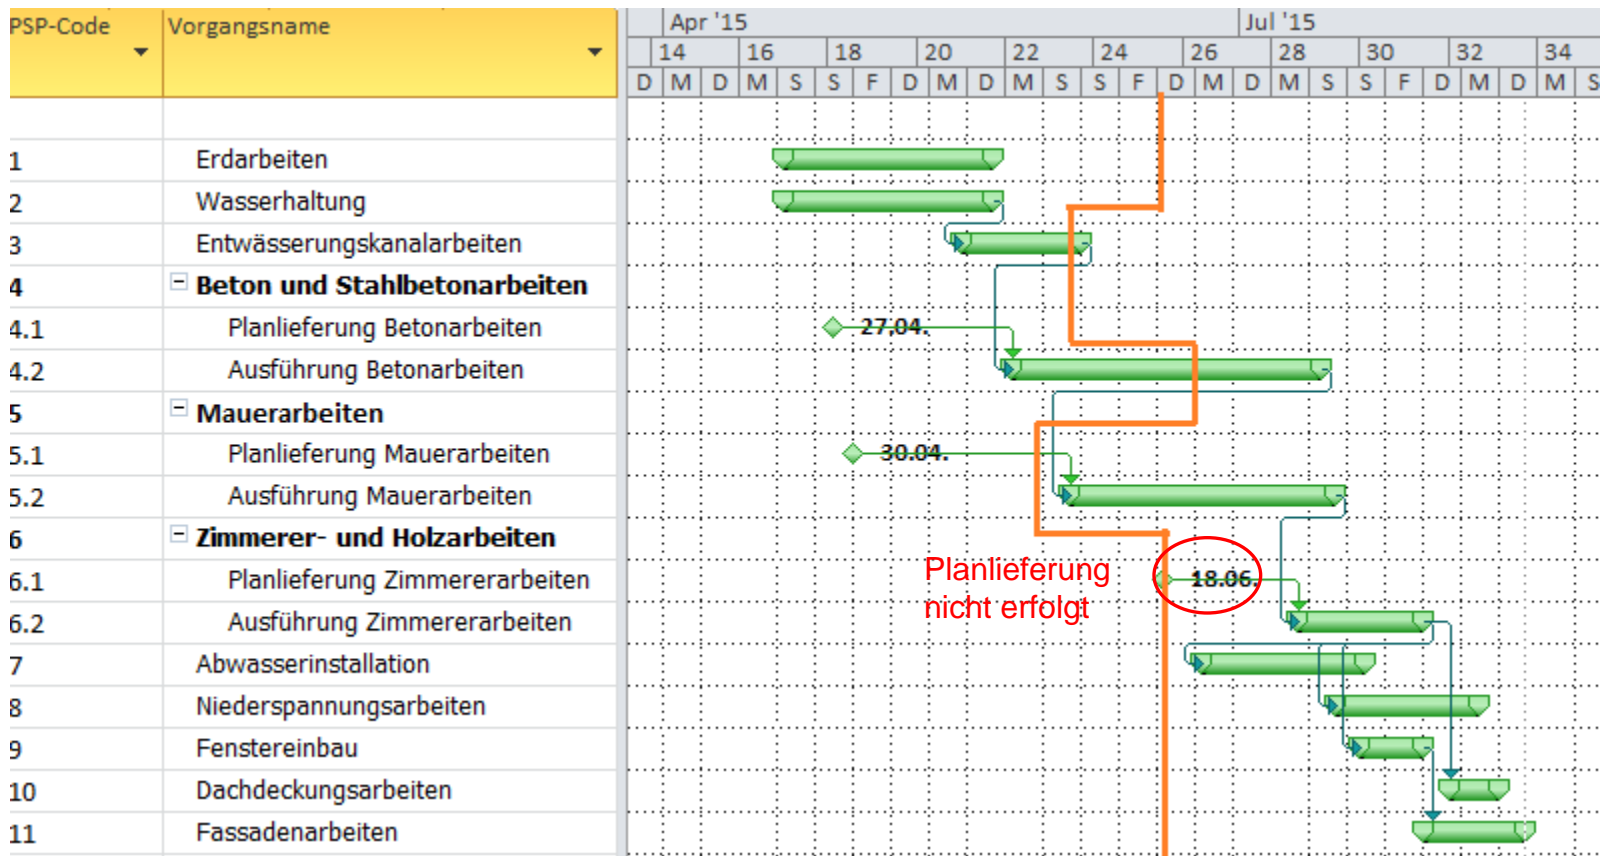 PSP-Code Vorgangsname Apr '15 Jul '15
14 16 18 20 22 24 26 28 30 32 34
D M D M S S F D M D M S S F D M D M S S F D M D M S
1 Erdarbeiten
2 Wasserhaltung
3 Entwässerungskanalarbeiten
4 Beton und Stahlbetonarbeiten
4.1 Planlieferung Betonarbeiten 27.04.
4.2 Ausführung Betonarbeiten
5 Mauerarbeiten
5.1 Planlieferung Mauerarbeiten 30.04.
5.2 Ausführung Mauerarbeiten
6 Zimmerer- und Holzarbeiten
Planlieferung
nicht erfolgt
6.1 Planlieferung Zimmererarbeiten 18.06.
6.2 Ausführung Zimmererarbeiten
7 Abwasserinstallation
8 Niederspannungsarbeiten
9 Fenstereinbau
10 Dachdeckungsarbeiten
11 Fassadenarbeiten